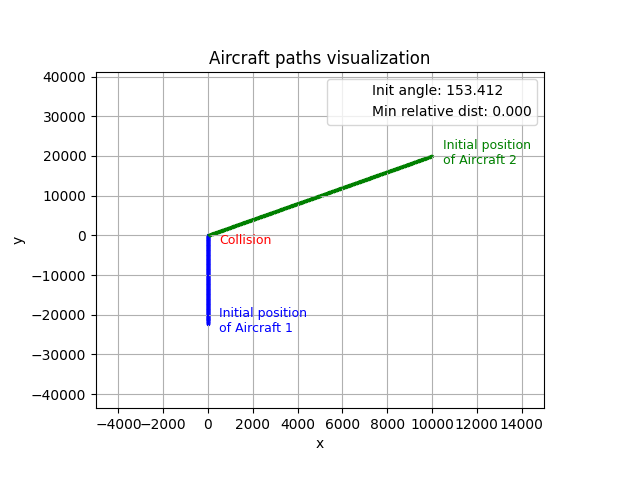 Aircraft paths visualization
Init angle: 153.412
Min relative dist: 0.000
Initial position
of Aircraft 2
Collision
Initial position
of Aircraft 1
40000
30000
20000
10000
0
−10000
−20000
−30000
−40000
y
−4000 −2000 0 2000 4000 6000 8000 10000 12000 14000
x